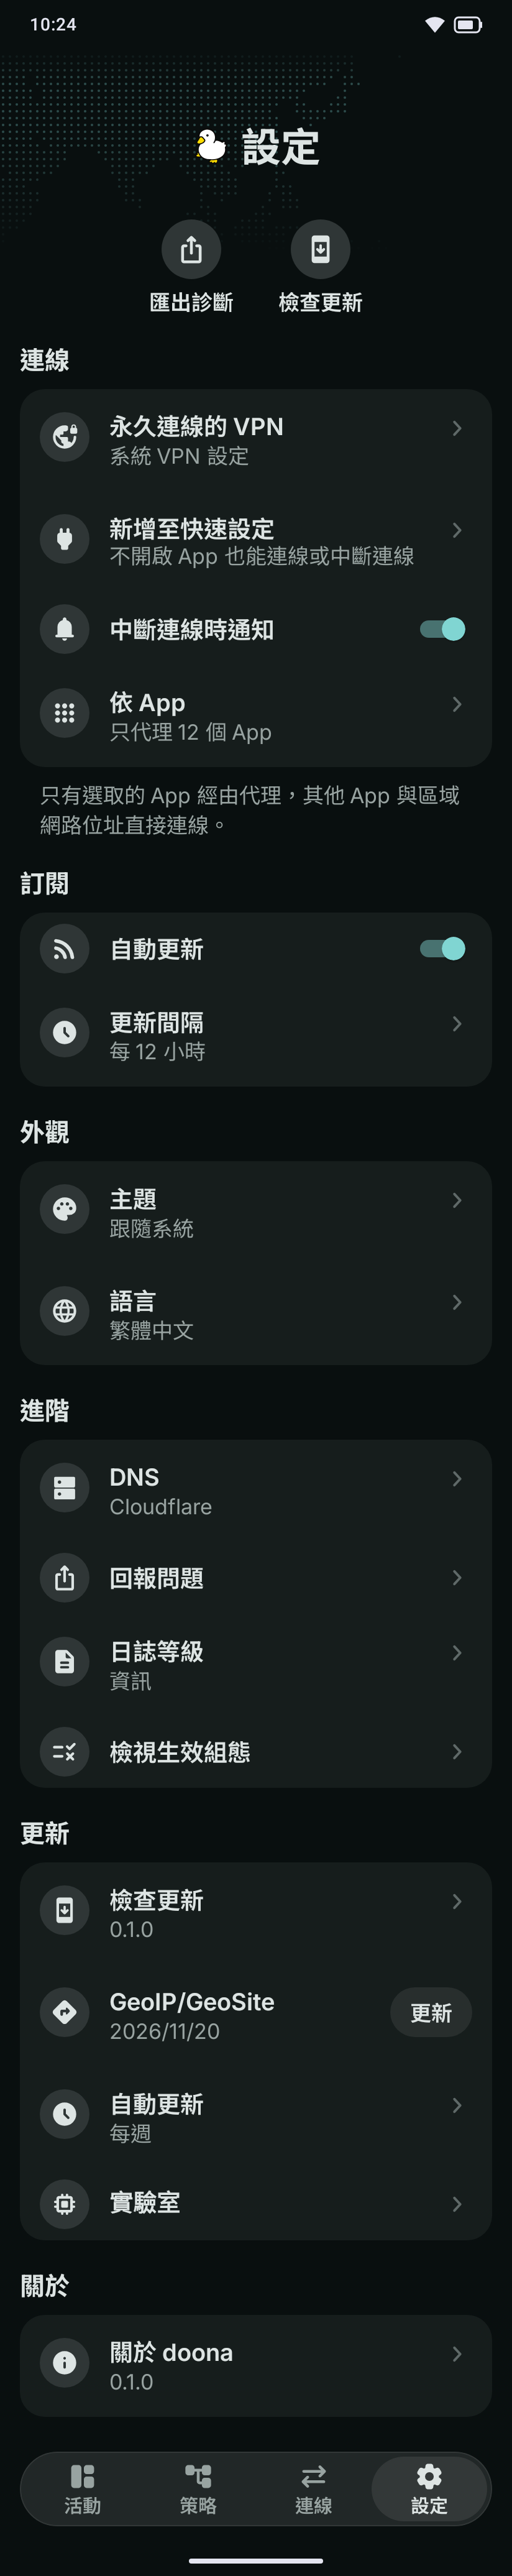 10:24
設定
匯出診斷
檢查更新
連線
永久連線的 VPN
系統 VPN 設定
新增至快速設定
不開啟 App 也能連線或中斷連線
中斷連線時通知
依 App
只代理 12 個 App
只有選取的 App 經由代理，其他 App 與區域
網路位址直接連線。
訂閱
自動更新
更新間隔
每 12 小時
外觀
主題
跟隨系統
語言
繁體中文
進階
DNS
Cloudflare
回報問題
日誌等級
資訊
檢視生效組態
更新
檢查更新
0.1.0
GeoIP/GeoSite
2026/11/20
更新
自動更新
每週
實驗室
關於
關於 doona
0.1.0
活動
策略
連線
設定